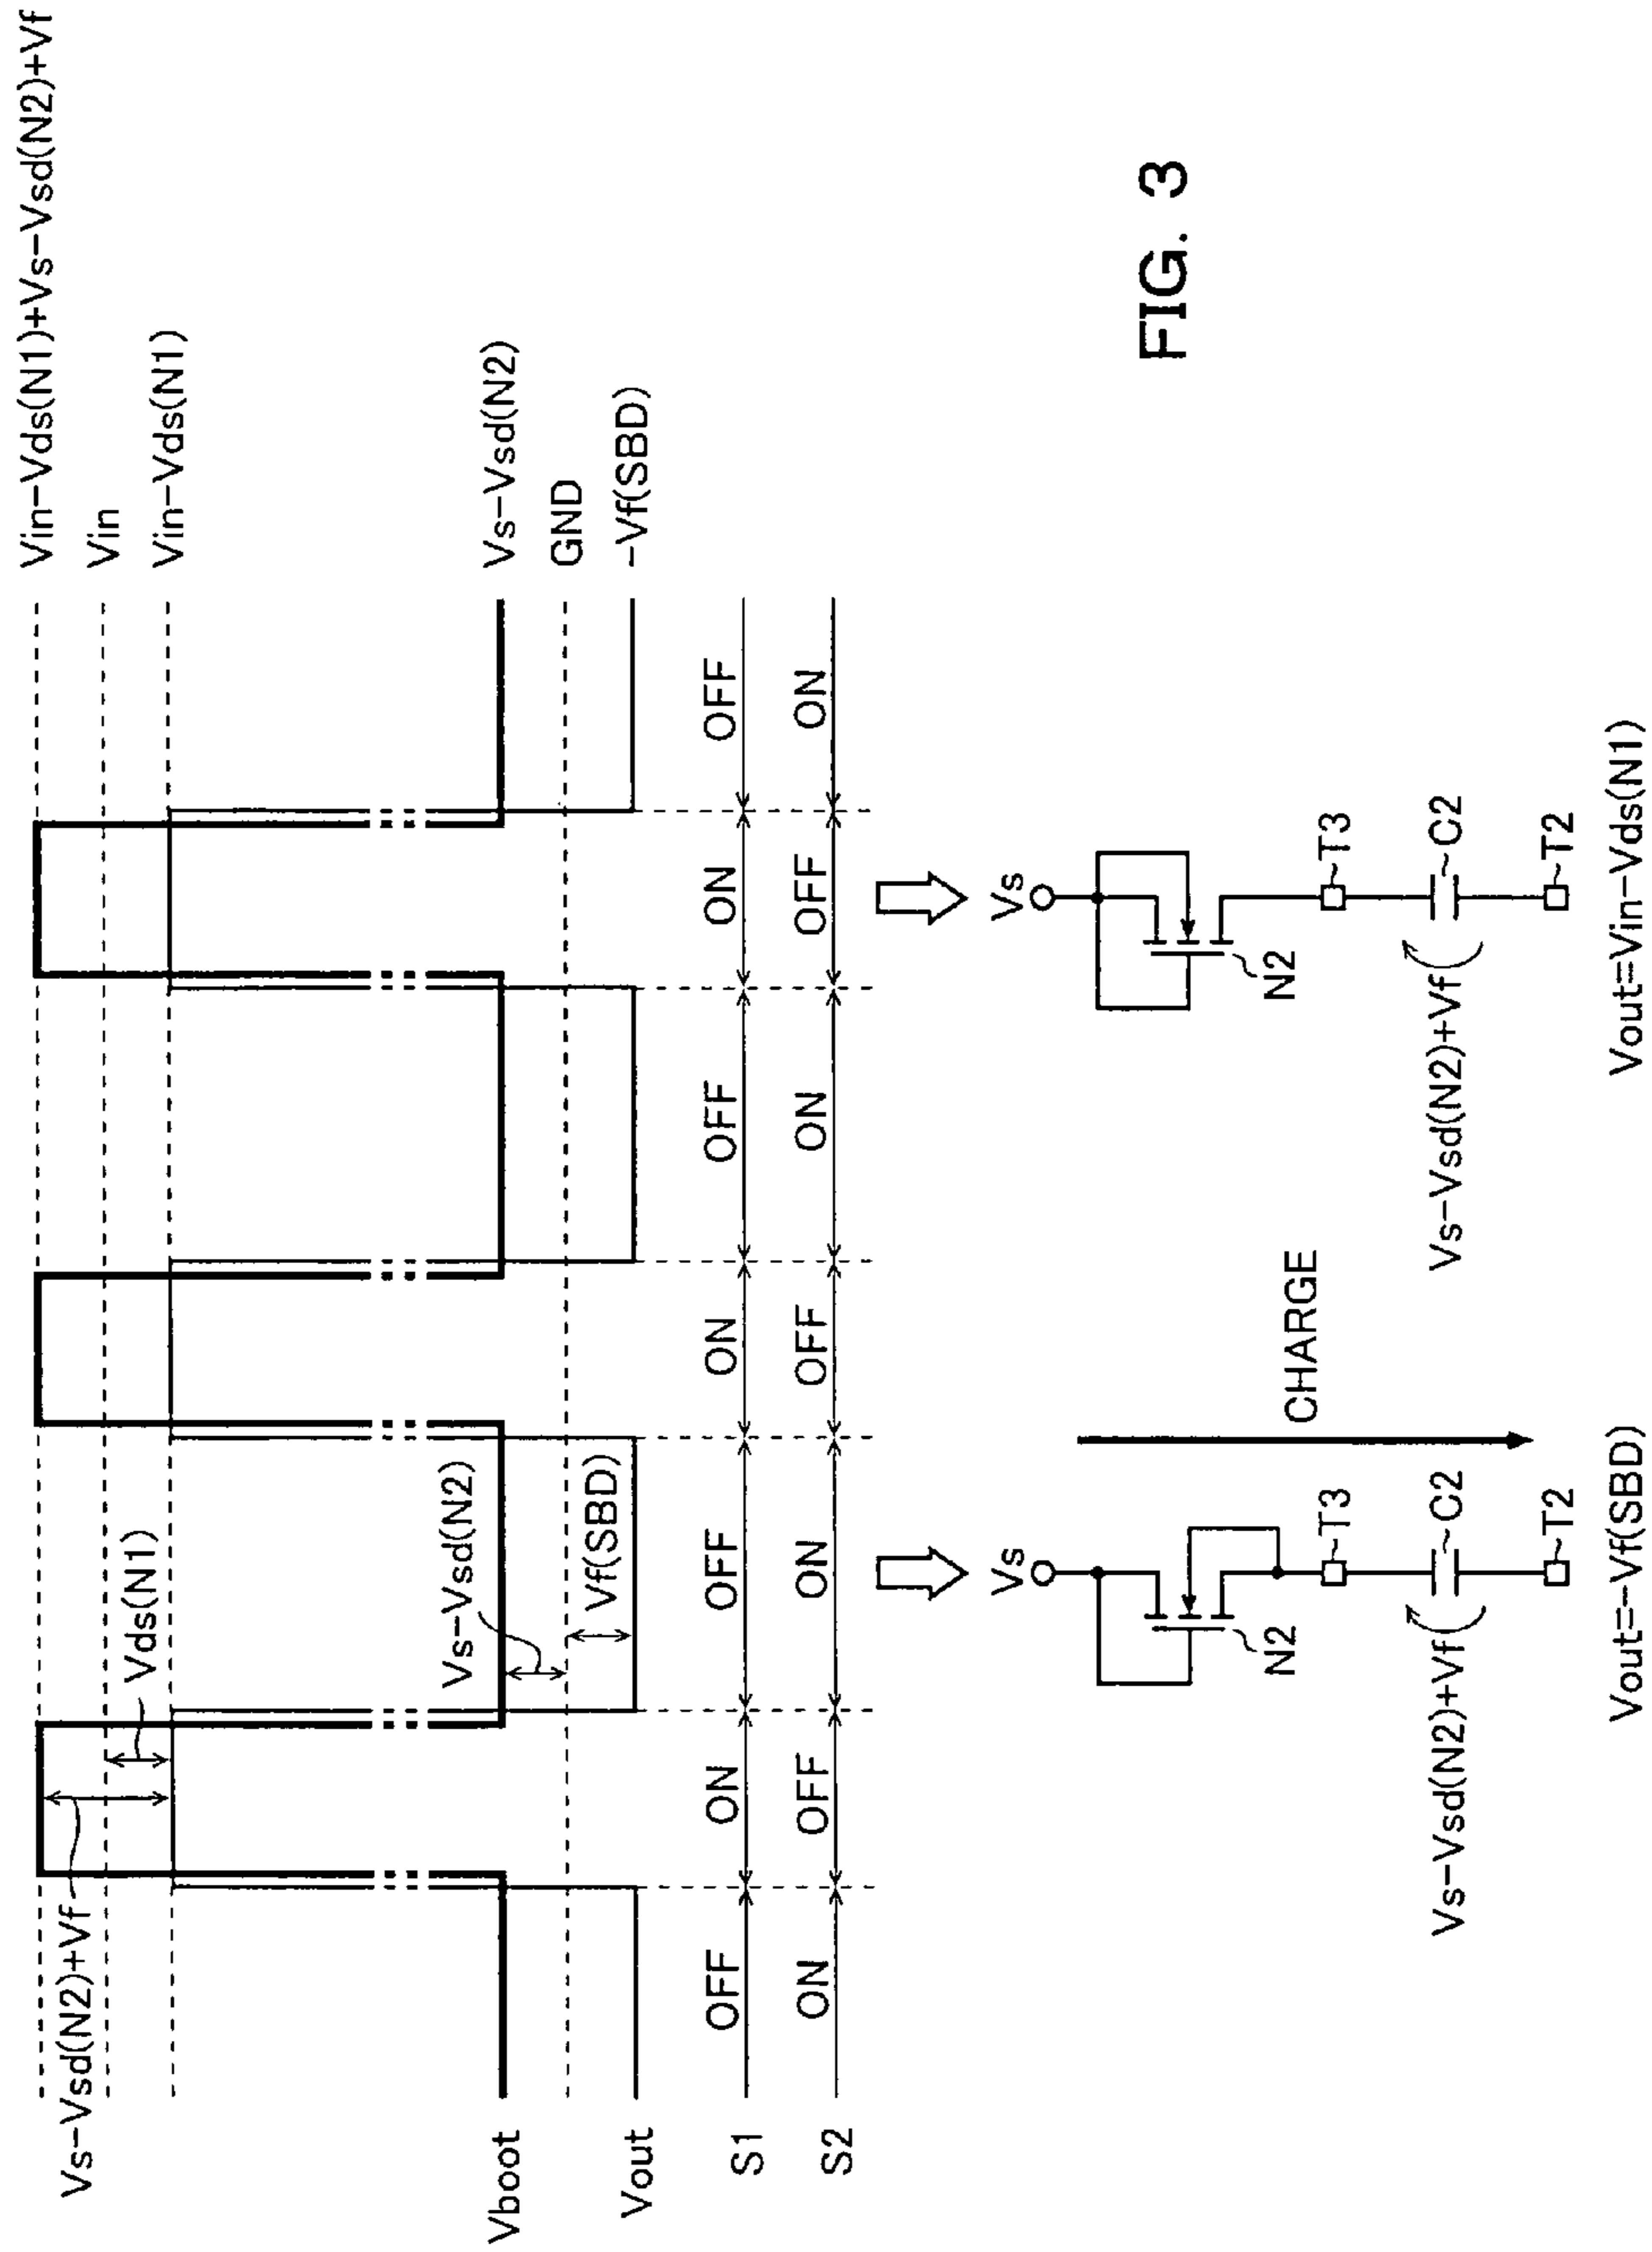 Vin-Vds(N1)+Vs-Vsd(N2)+Vf
Vs-Vsd(N2)+Vf
Vds(N1)
Vin
Vin-Vds(N1)
Vboot
Vs-Vsd(N2)
Vs-Vsd(N2)
GND
Vf(SBD)
Vout
-Vf(SBD)
S1
OFF
ON
OFF
ON
OFF
ON
OFF
S2
ON
OFF
ON
OFF
ON
OFF
ON
Vs
N2
T3
Vs-Vsd(N2)+Vf
C2
T2
Vout=-Vf(SBD)
CHARGE
Vs
N2
T3
Vs-Vsd(N2)+Vf
C2
T2
Vout=Vin-Vds(N1)
FIG. 3